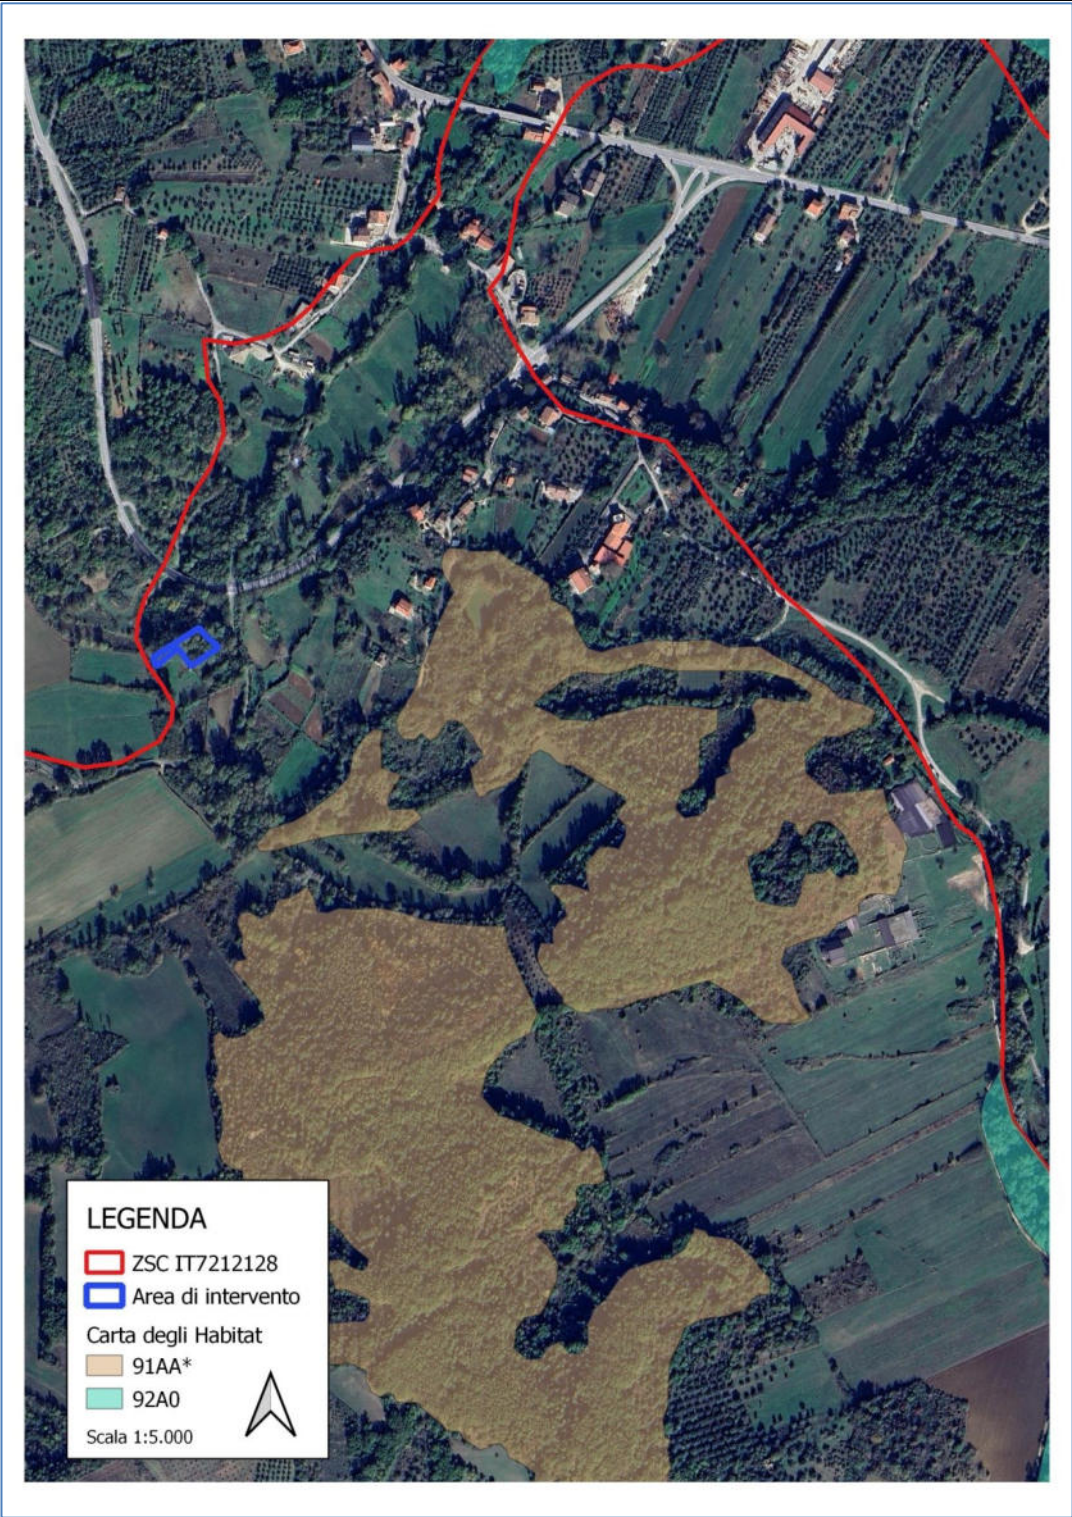 LEGENDA
ZSC IT7212128
Area di intervento
Carta degli Habitat
91AA*
92A0
Scala 1:5.000